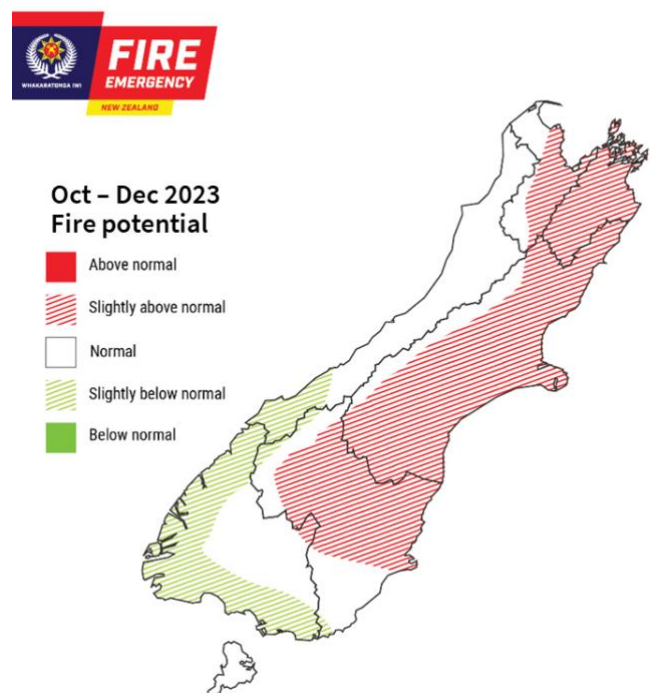 FIRE
EMERGENCY
WHAKARATONGA IWI
NEW ZEALAND
Oct – Dec 2023
Fire potential
Above normal
Slightly above normal
Normal
Slightly below normal
Below normal